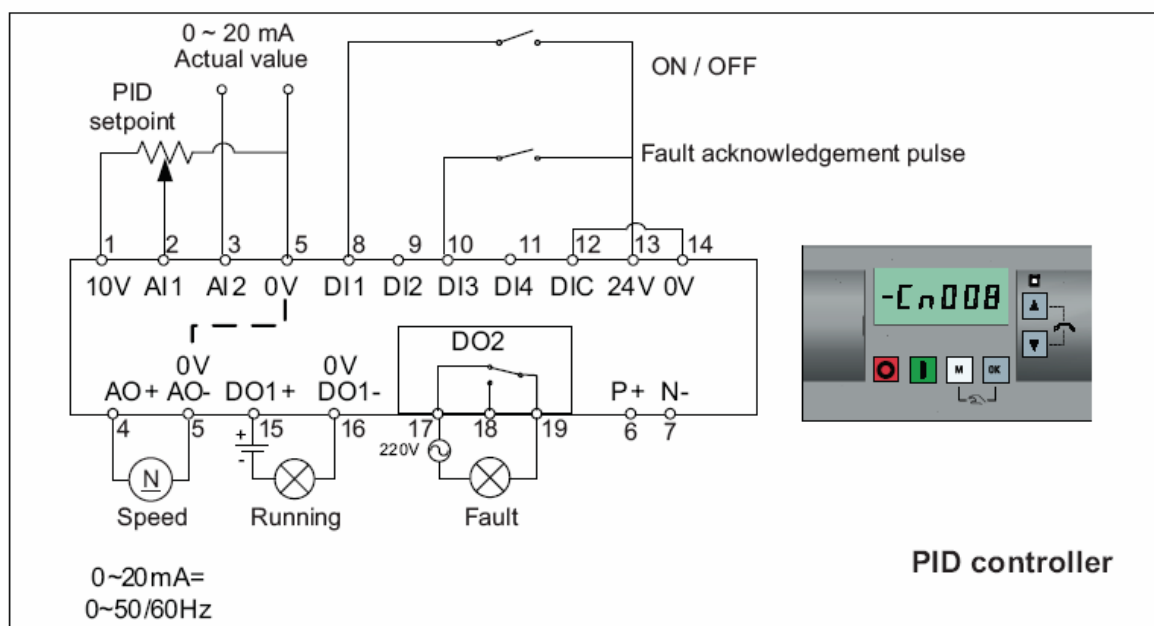 0 ~ 20 mA
Actual value
PID
setpoint
ON / OFF
Fault acknowledgement pulse
1 2 3 5 8 9 10 11 12 13 14
10V AI1 AI2 0V DI1 DI2 DI3 DI4 DIC 24V 0V
-Cn008
M OK
0V 0V DO2
AO+ AO- DO1+ DO1- P+ N-
4 5 15 16 17 18 19 6 7
+
-
220V
N
Speed Running Fault
0~20mA=
0~50/60Hz
PID controller